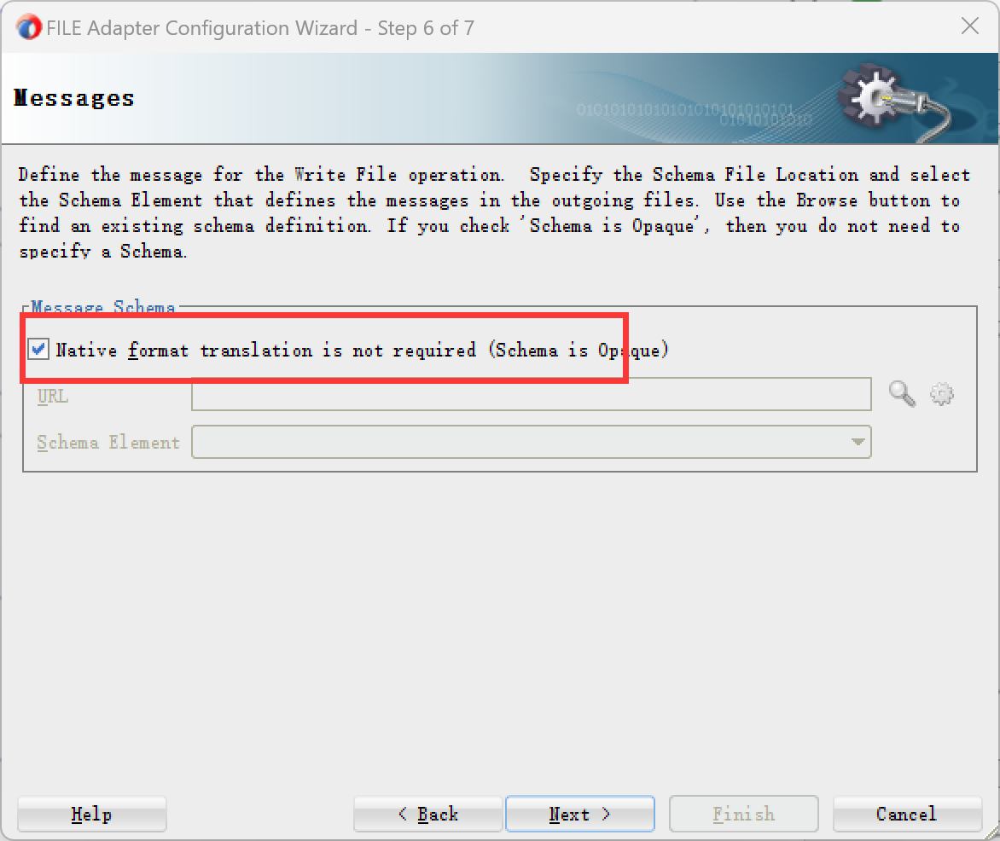 FILE Adapter Configuration Wizard - Step 6 of 7
Messages
01010101010101010101010101
01010101010
Define the message for the Write File operation.  Specify the Schema File Location and select
the Schema Element that defines the messages in the outgoing files. Use the Browse button to
find an existing schema definition. If you check 'Schema is Opaque', then you do not need to
specify a Schema.
Message Schema
Native format translation is not required (Schema is Opaque)
URL
Schema Element
Help
< Back
Next >
Finish
Cancel